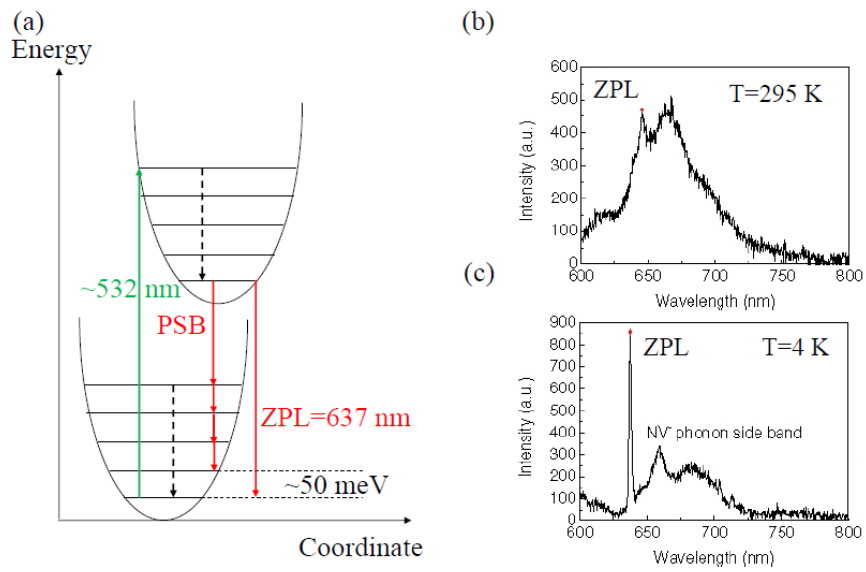 (a)
Energy
~532 nm
PSB
ZPL=637 nm
~50 meV
Coordinate
(b)
ZPL
T=295 K
Intensity (a.u.)
600
500
400
300
200
100
0
600 650 700 750 800
Wavelength (nm)
(c)
ZPL
T=4 K
NV⁻ phonon side band
Intensity (a.u.)
900
800
700
600
500
400
300
200
100
0
600 650 700 750 800
Wavelength (nm)